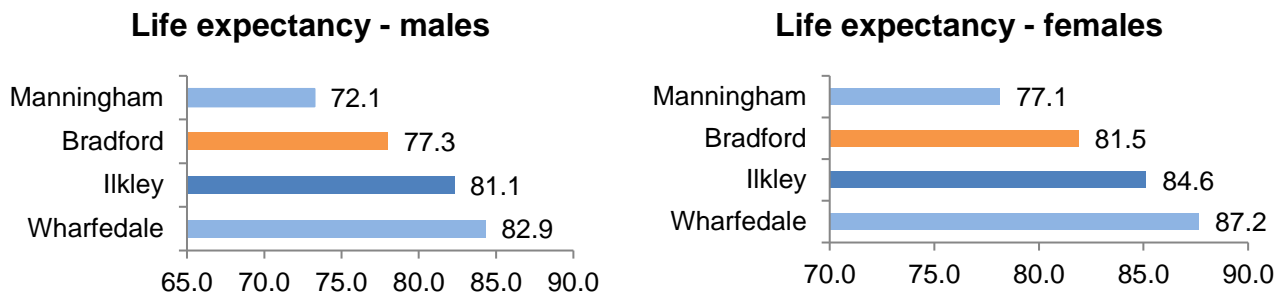 Life expectancy - males
Manningham 72.1
Bradford 77.3
Ilkley 81.1
Wharfedale 82.9
65.0 70.0 75.0 80.0 85.0 90.0
Life expectancy - females
Manningham 77.1
Bradford 81.5
Ilkley 84.6
Wharfedale 87.2
70.0 75.0 80.0 85.0 90.0